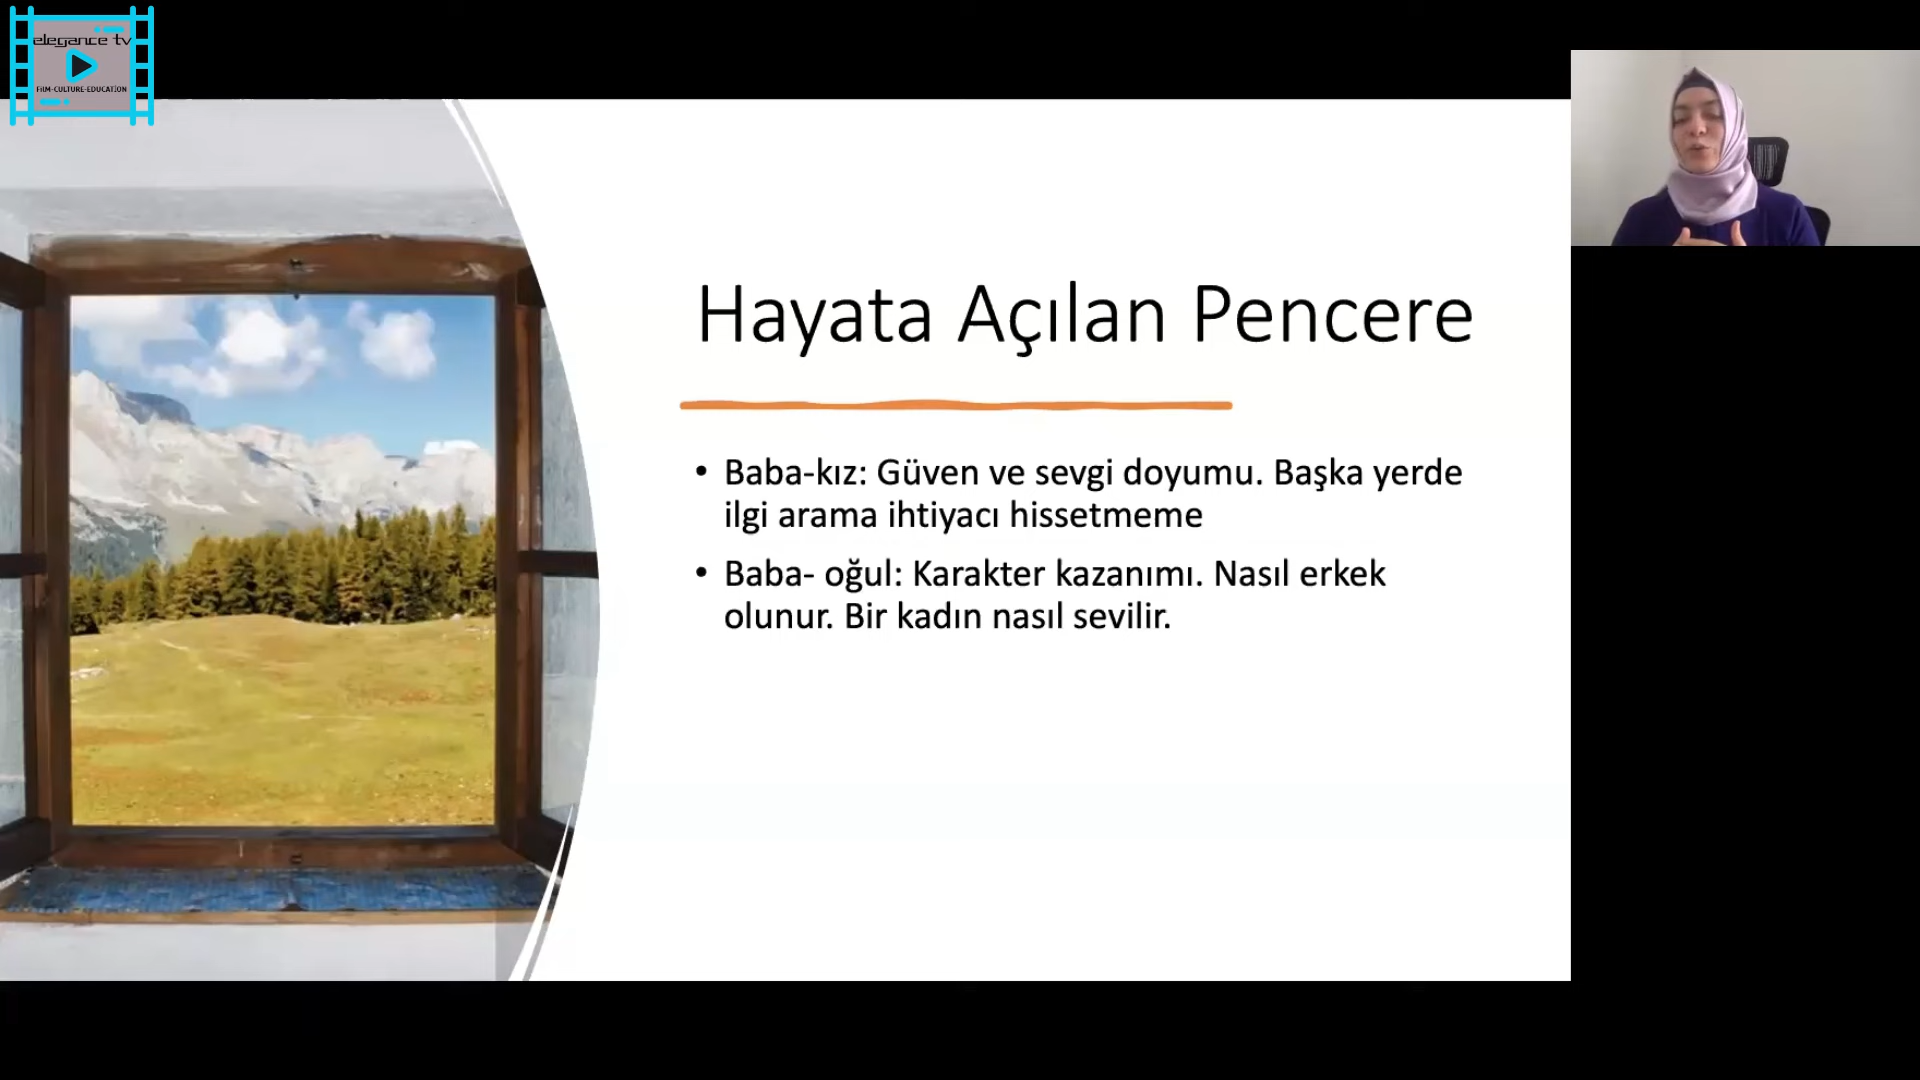 elegance tv
FILM-CULTURE-EDUCATION
Hayata Açılan Pencere
• Baba-kız: Güven ve sevgi doyumu. Başka yerde
ilgi arama ihtiyacı hissetmeme
• Baba- oğul: Karakter kazanımı. Nasıl erkek
olunur. Bir kadın nasıl sevilir.